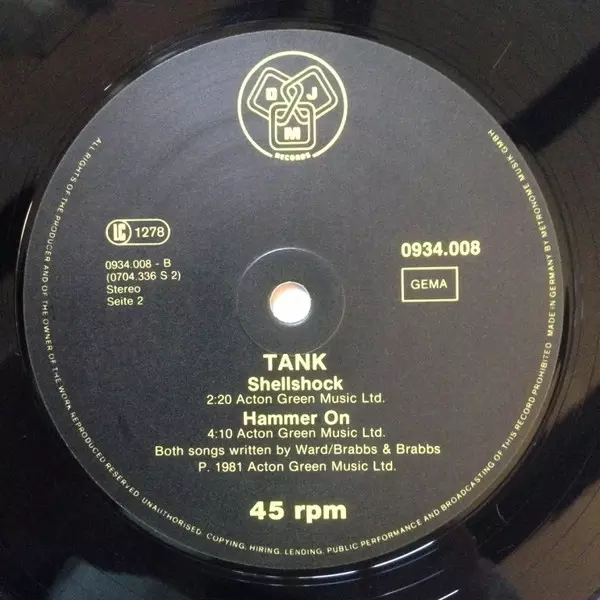 D J
M
RECORDS
LC 1278
0934.008 - B
(0704.336 S 2)
Stereo
Seite 2
0934.008
GEMA
TANK
Shellshock
2:20 Acton Green Music Ltd.
Hammer On
4:10 Acton Green Music Ltd.
Both songs written by Ward/Brabbs & Brabbs
P. 1981 Acton Green Music Ltd.
45 rpm
ALL RIGHTS OF THE PRODUCER AND OF THE OWNER OF THE WORK REPRODUCED RESERVED. UNAUTHORISED COPYING, HIRING, LENDING, PUBLIC PERFORMANCE AND BROADCASTING OF THIS RECORD PROHIBITED. MADE IN GERMANY BY METRONOME MUSIK GMBH